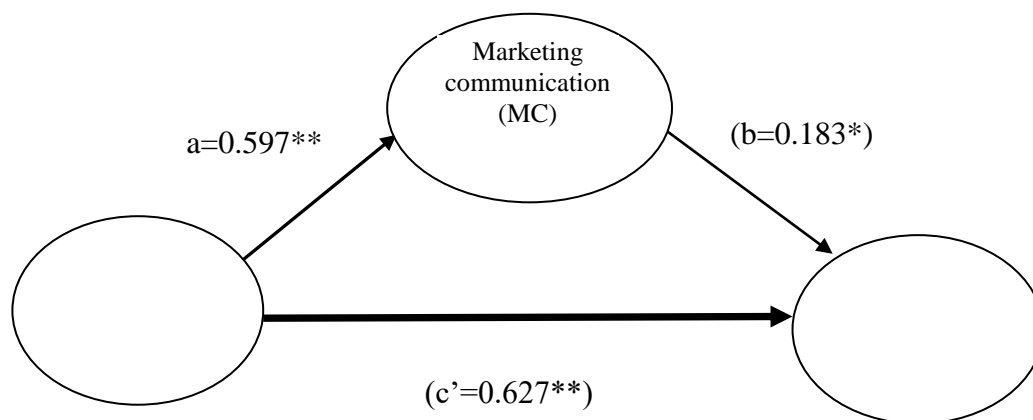 Marketing
communication
(MC)
a=0.597**
(b=0.183*)
(c’=0.627**)